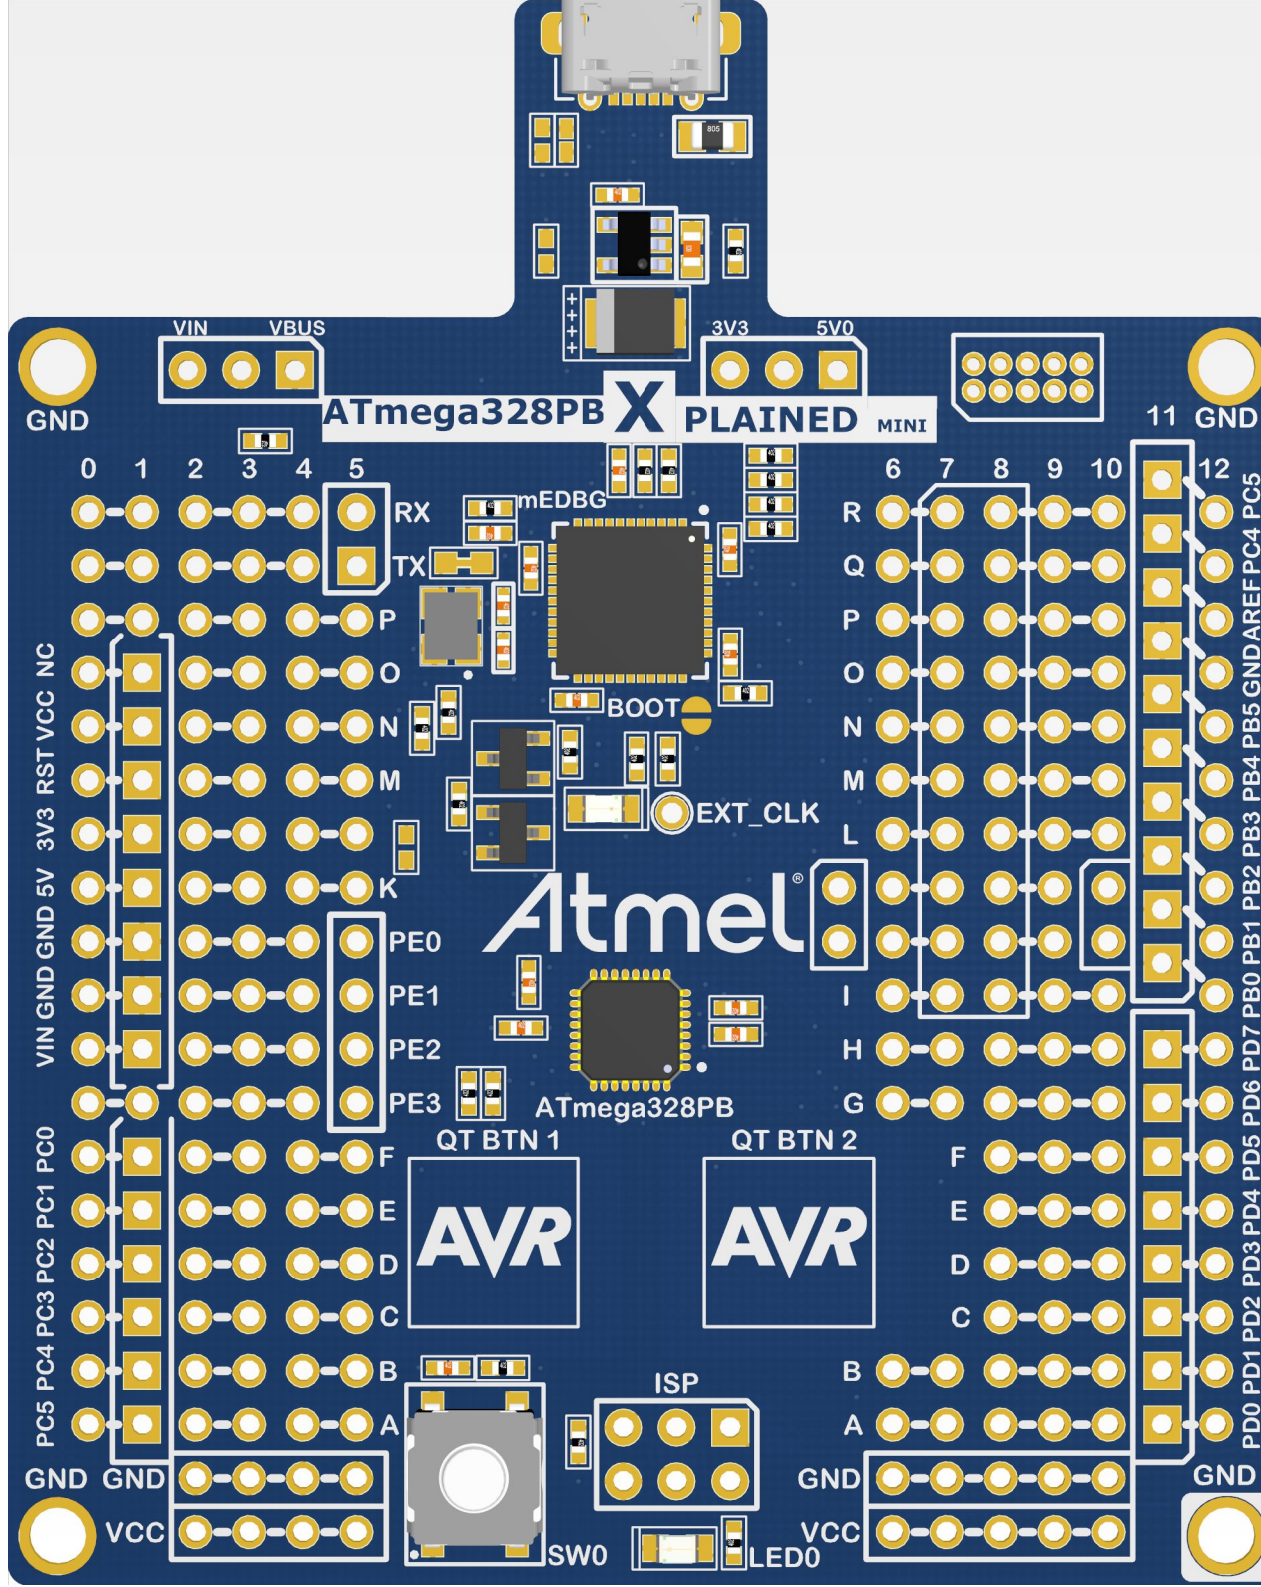 805
VIN VBUS 3V3 5V0
ATmega328PB X PLAINED MINI
GND 11 GND
0 1 2 3 4 5 6 7 8 9 10 12
mEDBG
RX R PC5
TX Q PC4
P P AREF
NC O O GND
VCC N BOOT N PB5
RST M M PB4
3V3 EXT_CLK L PB3
5V K PB2
Atmel®
GND PE0 PB1
GND PE1 I PB0
VIN PE2 H PD7
PE3 ATmega328PB G PD6
QT BTN 1 QT BTN 2
PC0 F F PD5
PC1 E E PD4
AVR AVR
PC2 D D PD3
PC3 C C PD2
PC4 B B PD1
ISP
PC5 A A PD0
GND GND GND GND
VCC VCC
SW0 LED0